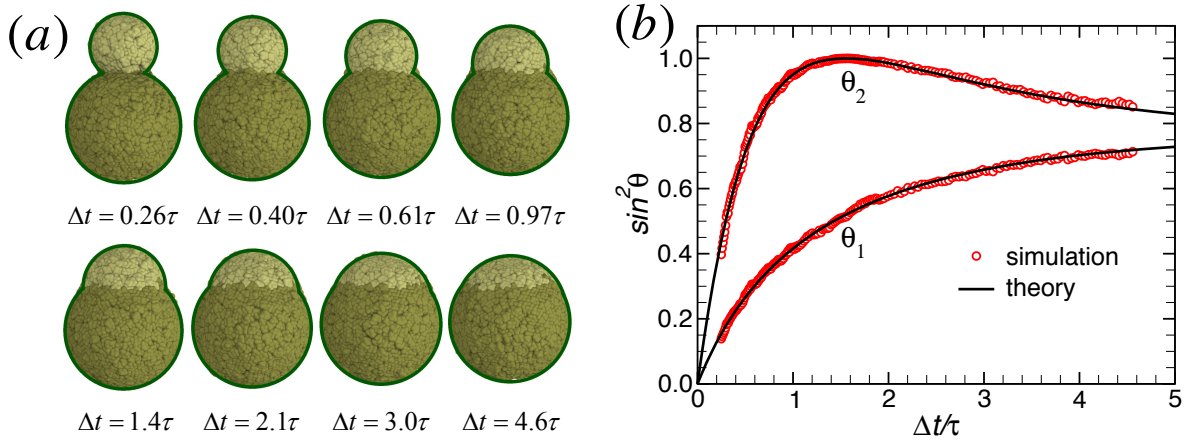 (a)
Δt = 0.26τ Δt = 0.40τ Δt = 0.61τ Δt = 0.97τ
Δt = 1.4τ Δt = 2.1τ Δt = 3.0τ Δt = 4.6τ
(b)
1.0
0.8
0.6
0.4
0.2
0.0
sin²θ
θ₂
θ₁
simulation
theory
0 1 2 3 4 5
Δt/τ